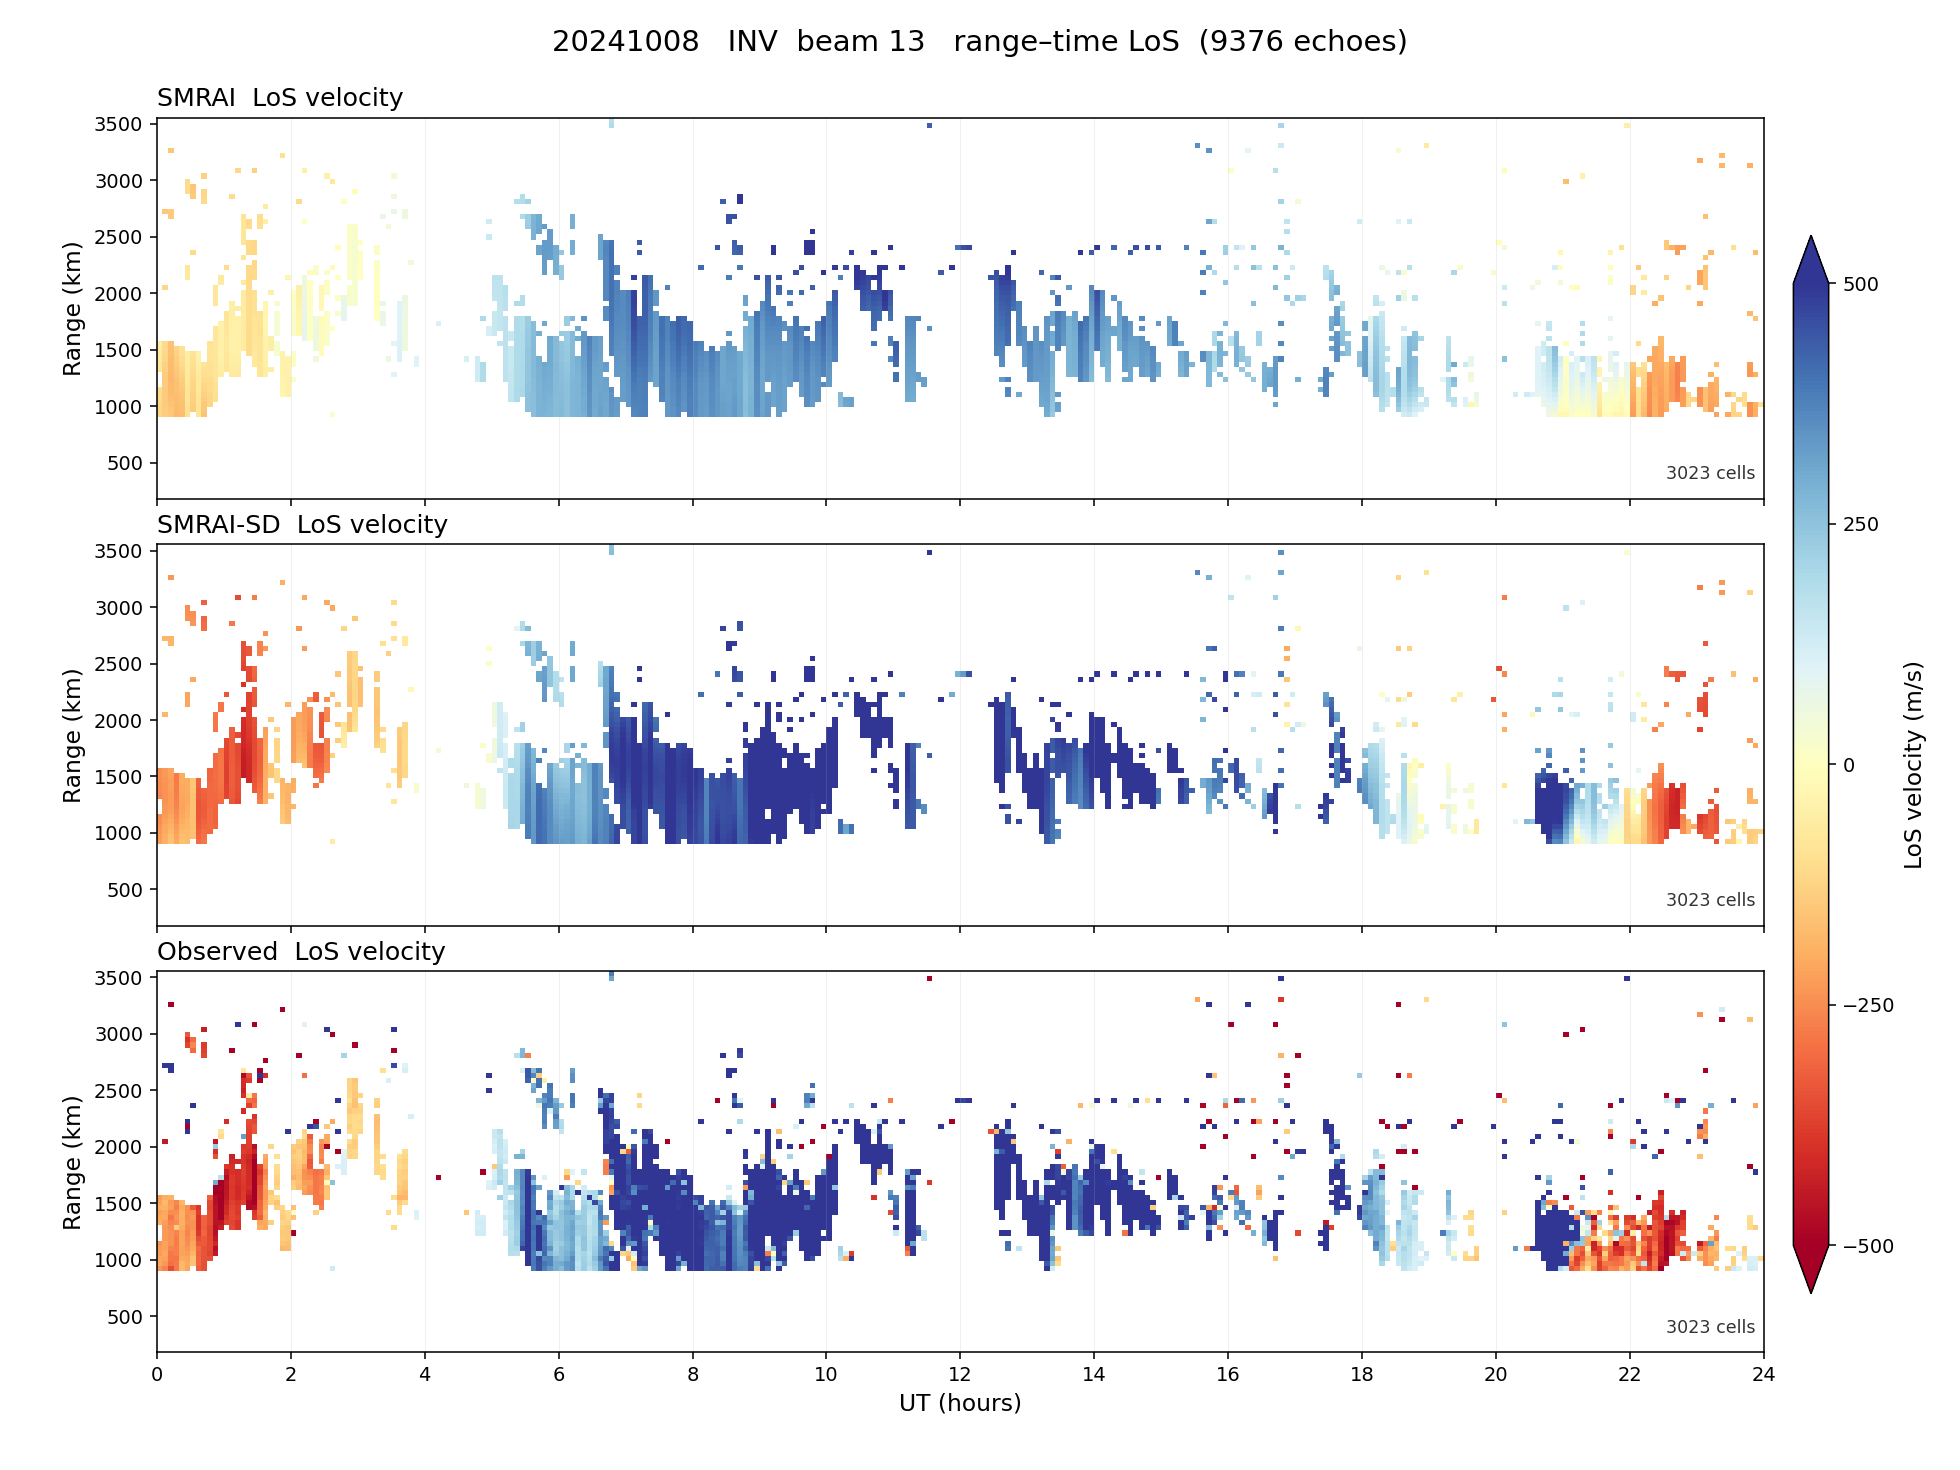 20241008   INV  beam 13   range–time LoS  (9376 echoes)
SMRAI  LoS velocity
3500
3000
2500
2000
1500
1000
500
Range (km)
3023 cells
SMRAI-SD  LoS velocity
3500
3000
2500
2000
1500
1000
500
Range (km)
3023 cells
Observed  LoS velocity
3500
3000
2500
2000
1500
1000
500
Range (km)
3023 cells
0 2 4 6 8 10 12 14 16 18 20 22 24
UT (hours)
500
250
0
−250
−500
LoS velocity (m/s)